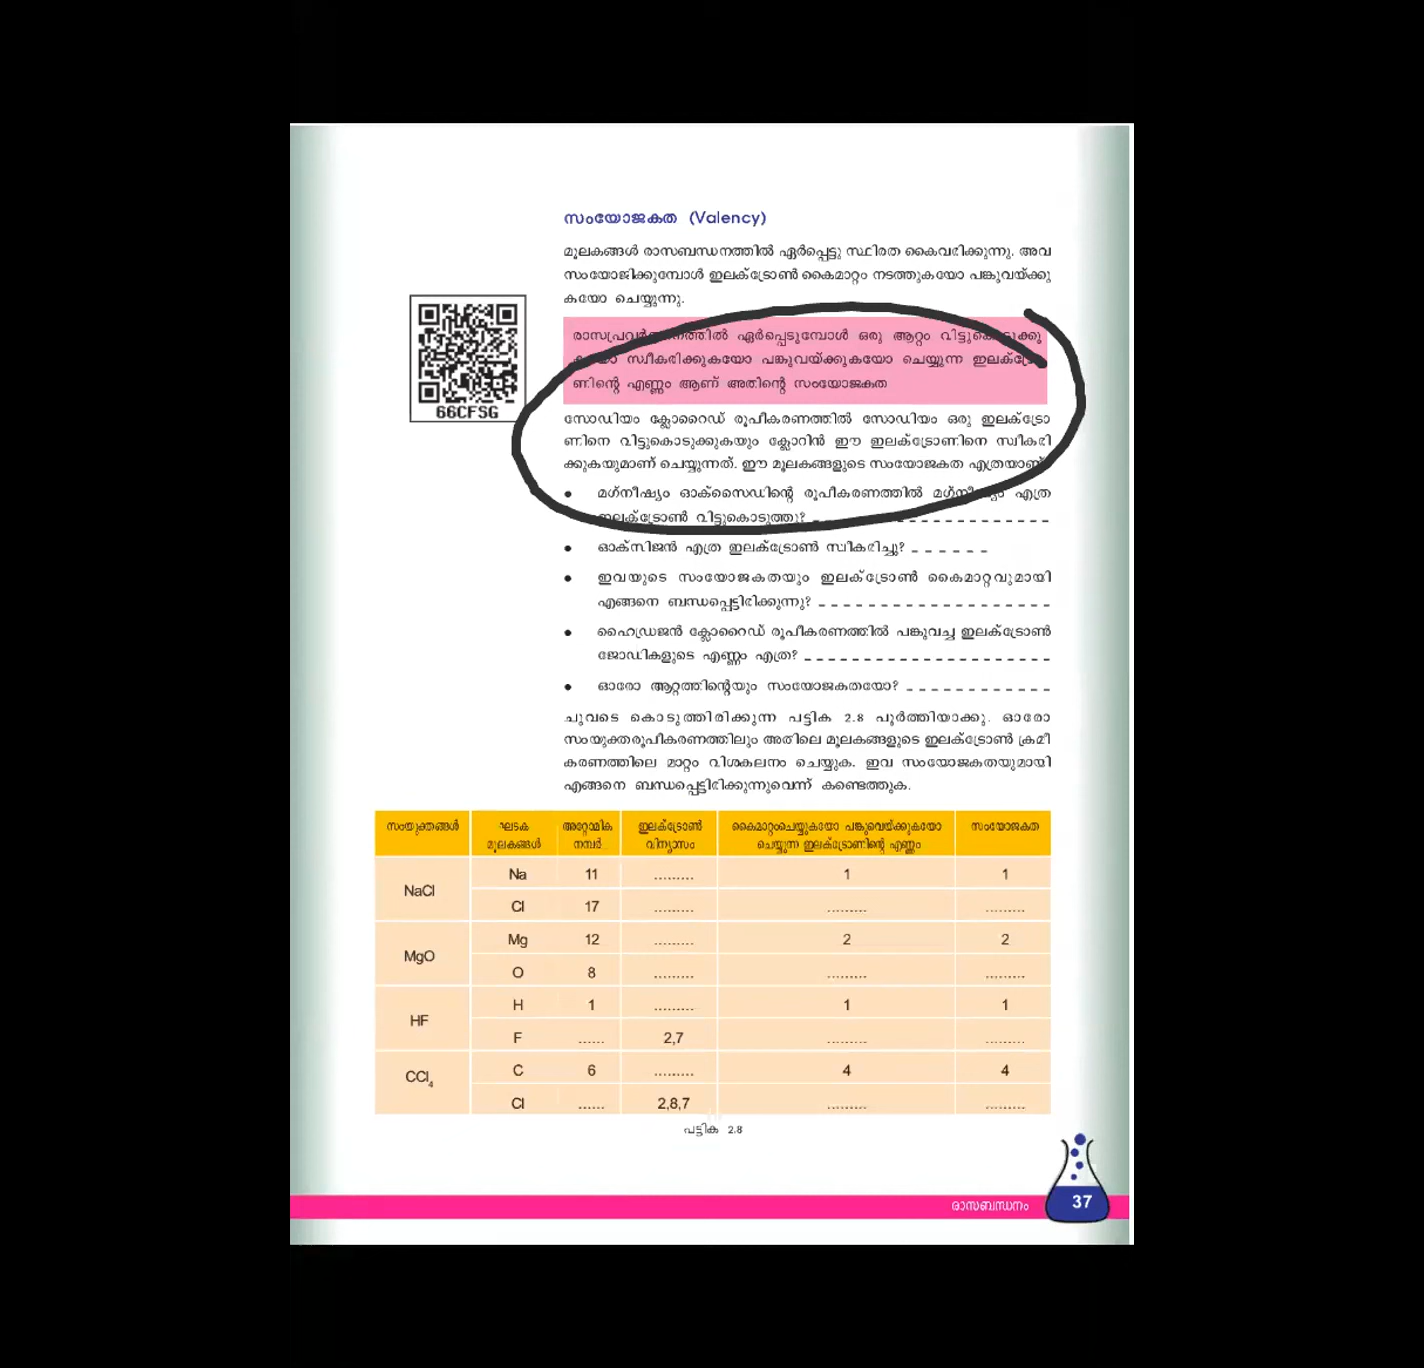 സംയോജകത (Valency)
മൂലകങ്ങൾ രാസബന്ധനത്തിൽ ഏർപ്പെട്ടു സ്ഥിരത കൈവരിക്കുന്നു. അവ
സംയോജിക്കുമ്പോൾ ഇലക്ട്രോൺ കൈമാറ്റം നടത്തുകയോ പങ്കുവയ്ക്കു
കയോ ചെയ്യുന്നു.
66CFSG
രാസപ്രവർത്തനത്തിൽ ഏർപ്പെടുമ്പോൾ ഒരു ആറ്റം വിട്ടുകൊടുക്കു
കയോ സ്വീകരിക്കുകയോ പങ്കുവയ്ക്കുകയോ ചെയ്യുന്ന ഇലക്ട്രോ
ണിന്റെ എണ്ണം ആണ് അതിന്റെ സംയോജകത
സോഡിയം ക്ലോറൈഡ് രൂപീകരണത്തിൽ സോഡിയം ഒരു ഇലക്ട്രോ
ണിനെ വിട്ടുകൊടുക്കുകയും ക്ലോറിൻ ഈ ഇലക്ട്രോണിനെ സ്വീകരി
ക്കുകയുമാണ് ചെയ്യുന്നത്. ഈ മൂലകങ്ങളുടെ സംയോജകത എത്രയാണ്?
• മഗ്നീഷ്യം ഓക്സൈഡിന്റെ രൂപീകരണത്തിൽ മഗ്നീഷ്യം എത്ര
ഇലക്ട്രോൺ വിട്ടുകൊടുത്തു? _ _ _ _ _ _ _ _ _ _ _ _ _ _ _ _ _ _ _ _
• ഓക്സിജൻ എത്ര ഇലക്ട്രോൺ സ്വീകരിച്ചു? _ _ _ _ _ _
• ഇവയുടെ സംയോജകതയും ഇലക്ട്രോൺ കൈമാറ്റവുമായി
എങ്ങനെ ബന്ധപ്പെട്ടിരിക്കുന്നു? _ _ _ _ _ _ _ _ _ _ _ _ _ _ _ _ _ _ _
• ഹൈഡ്രജൻ ക്ലോറൈഡ് രൂപീകരണത്തിൽ പങ്കുവച്ച ഇലക്ട്രോൺ
ജോഡികളുടെ എണ്ണം എത്ര? _ _ _ _ _ _ _ _ _ _ _ _ _ _ _ _ _ _ _ _
• ഓരോ ആറ്റത്തിന്റെയും സംയോജകതയോ? _ _ _ _ _ _ _ _ _ _ _ _
ചുവടെ കൊടുത്തിരിക്കുന്ന പട്ടിക 2.8 പൂർത്തിയാക്കു. ഓരോ
സംയുക്തരൂപീകരണത്തിലും അതിലെ മൂലകങ്ങളുടെ ഇലക്ട്രോൺ ക്രമീ
കരണത്തിലെ മാറ്റം വിശകലനം ചെയ്യുക. ഇവ സംയോജകതയുമായി
എങ്ങനെ ബന്ധപ്പെട്ടിരിക്കുന്നുവെന്ന് കണ്ടെത്തുക.
സംയുക്തങ്ങൾ ഘടക അറ്റോമിക ഇലക്ട്രോൺ കൈമാറ്റംചെയ്യുകയോ പങ്കുവെയ്ക്കുകയോ സംയോജകത
മൂലകങ്ങൾ നമ്പർ വിന്യാസം ചെയ്യുന്ന ഇലക്ട്രോണിന്റെ എണ്ണം
NaCl Na 11 ......... 1 1
Cl 17 ......... ......... .........
MgO Mg 12 ......... 2 2
O 8 ......... ......... .........
HF H 1 ......... 1 1
F ...... 2,7 ......... .........
CCl₄ C 6 ......... 4 4
Cl ...... 2,8,7 ......... .........
പട്ടിക 2.8
രാസബന്ധനം 37